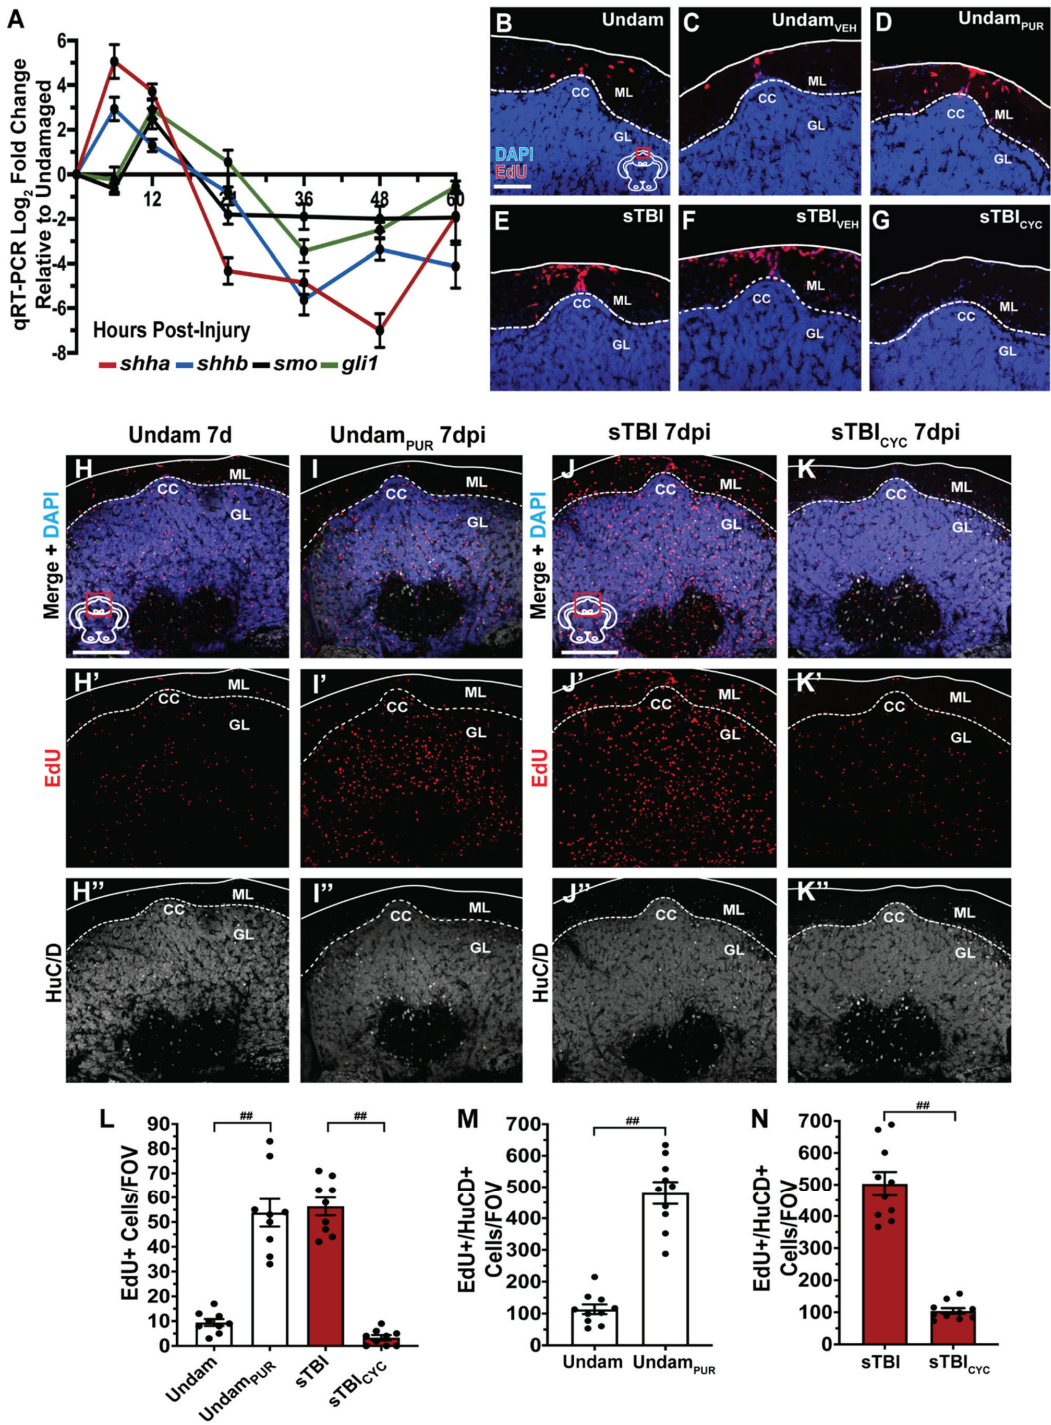 A
qRT-PCR Log2 Fold Change
Relative to Undamaged
6
4
2
0
-2
-4
-6
-8
12
36
48
60
Hours Post-Injury
shha shhb smo gli1
B Undam
CC ML
GL
DAPI
EdU
C UndamVEH
CC ML
GL
D UndamPUR
CC ML
GL
E sTBI
CC ML
GL
F sTBIVEH
CC ML
GL
G sTBICYC
CC ML
GL
Undam 7d UndamPUR 7dpi sTBI 7dpi sTBICYC 7dpi
Merge + DAPI
H CC ML GL
I CC ML GL
J CC ML GL
K CC ML GL
EdU
H' CC ML GL
I' CC ML GL
EdU
J' CC ML GL
K' CC ML GL
HuC/D
H'' CC ML GL
I'' CC ML GL
HuC/D
J'' CC ML GL
K'' CC ML GL
Merge + DAPI
L
EdU+ Cells/FOV
90
80
70
60
50
40
30
20
10
0
## ##
Undam UndamPUR sTBI sTBICYC
M
EdU+/HuCD+
Cells/FOV
700
600
500
400
300
200
100
0
##
Undam UndamPUR
N
EdU+/HuCD+
Cells/FOV
700
600
500
400
300
200
100
0
##
sTBI sTBICYC